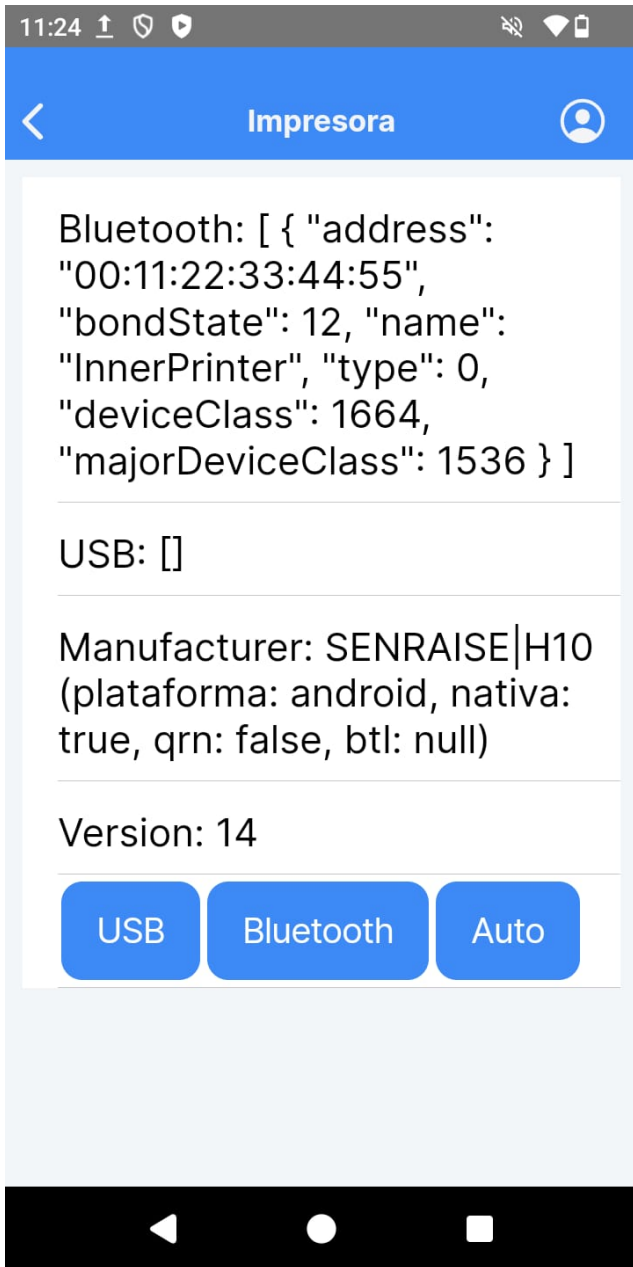 11:24
Impresora
Bluetooth: [ { "address":
"00:11:22:33:44:55",
"bondState": 12, "name":
"InnerPrinter", "type": 0,
"deviceClass": 1664,
"majorDeviceClass": 1536 } ]
USB: []
Manufacturer: SENRAISE|H10
(plataforma: android, nativa:
true, qrn: false, btl: null)
Version: 14
USB Bluetooth Auto